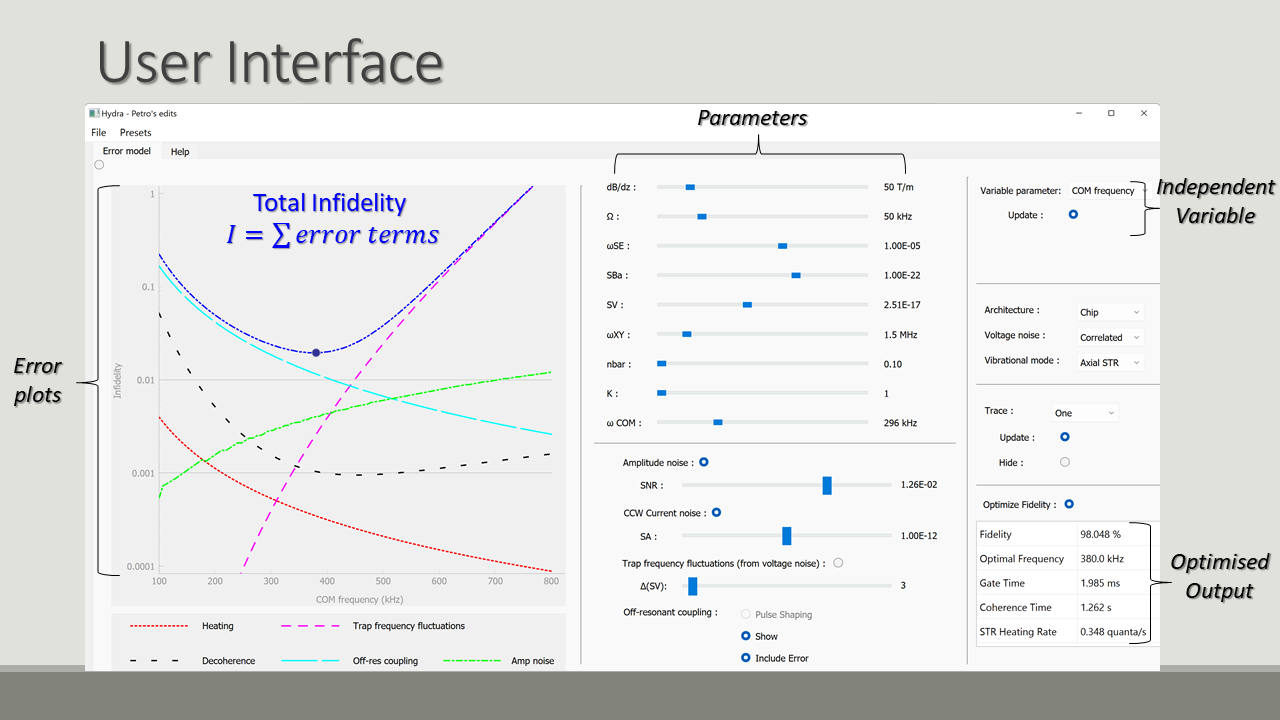 User Interface
Hydra - Petro's edits
File Presets
Error model Help
Parameters
Error
plots
Total Infidelity
I = ∑ error terms
Infidelity
1
0.1
0.01
0.001
0.0001
100 200 300 400 500 600 700 800
COM frequency (kHz)
Heating Trap frequency fluctuations
Decoherence Off-res coupling Amp noise
dB/dz : 50 T/m
Ω : 50 kHz
ωSE : 1.00E-05
SBa : 1.00E-22
SV : 2.51E-17
ωXY : 1.5 MHz
nbar : 0.10
K : 1
ω COM : 296 kHz
Amplitude noise :
SNR : 1.26E-02
CCW Current noise :
SA : 1.00E-12
Trap frequency fluctuations (from voltage noise) :
Δ(SV): 3
Off-resonant coupling : Pulse Shaping
Show
Include Error
Variable parameter: COM frequency
Update :
Independent
Variable
Architecture : Chip
Voltage noise : Correlated
Vibrational mode : Axial STR
Trace : One
Update :
Hide :
Optimize Fidelity :
Fidelity 98.048 %
Optimal Frequency 380.0 kHz
Gate Time 1.985 ms
Coherence Time 1.262 s
STR Heating Rate 0.348 quanta/s
Optimised
Output